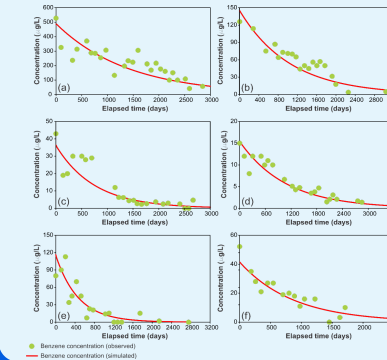 600
500
400
300
200
100
0
Concentration (..g/L)
(a)
0 500 1000 1500 2000 2500 3000
Elapsed time (days)
150
120
90
60
30
0
Concentration (..g/L)
(b)
0 400 800 1200 1600 2000 2800
Elapsed time (days)
50
40
30
20
10
0
Concentration (..g/L)
(c)
0 500 1000 1500 2000 2500 3000
Elapsed time (days)
20
15
10
5
0
Concentration (..g/L)
(d)
0 600 1200 1800 2400 3000
Elapsed time (days)
150
120
90
60
30
0
Concentration (..g/L)
(e)
0 400 800 1200 1600 2000 2400 2800 3200
Elapsed time (days)
60
40
20
0
Concentration (..g/L)
(f)
0 500 1000 1500
Elapsed time (days)
Benzene concentration (observed)
Benzene concentration (simulated)